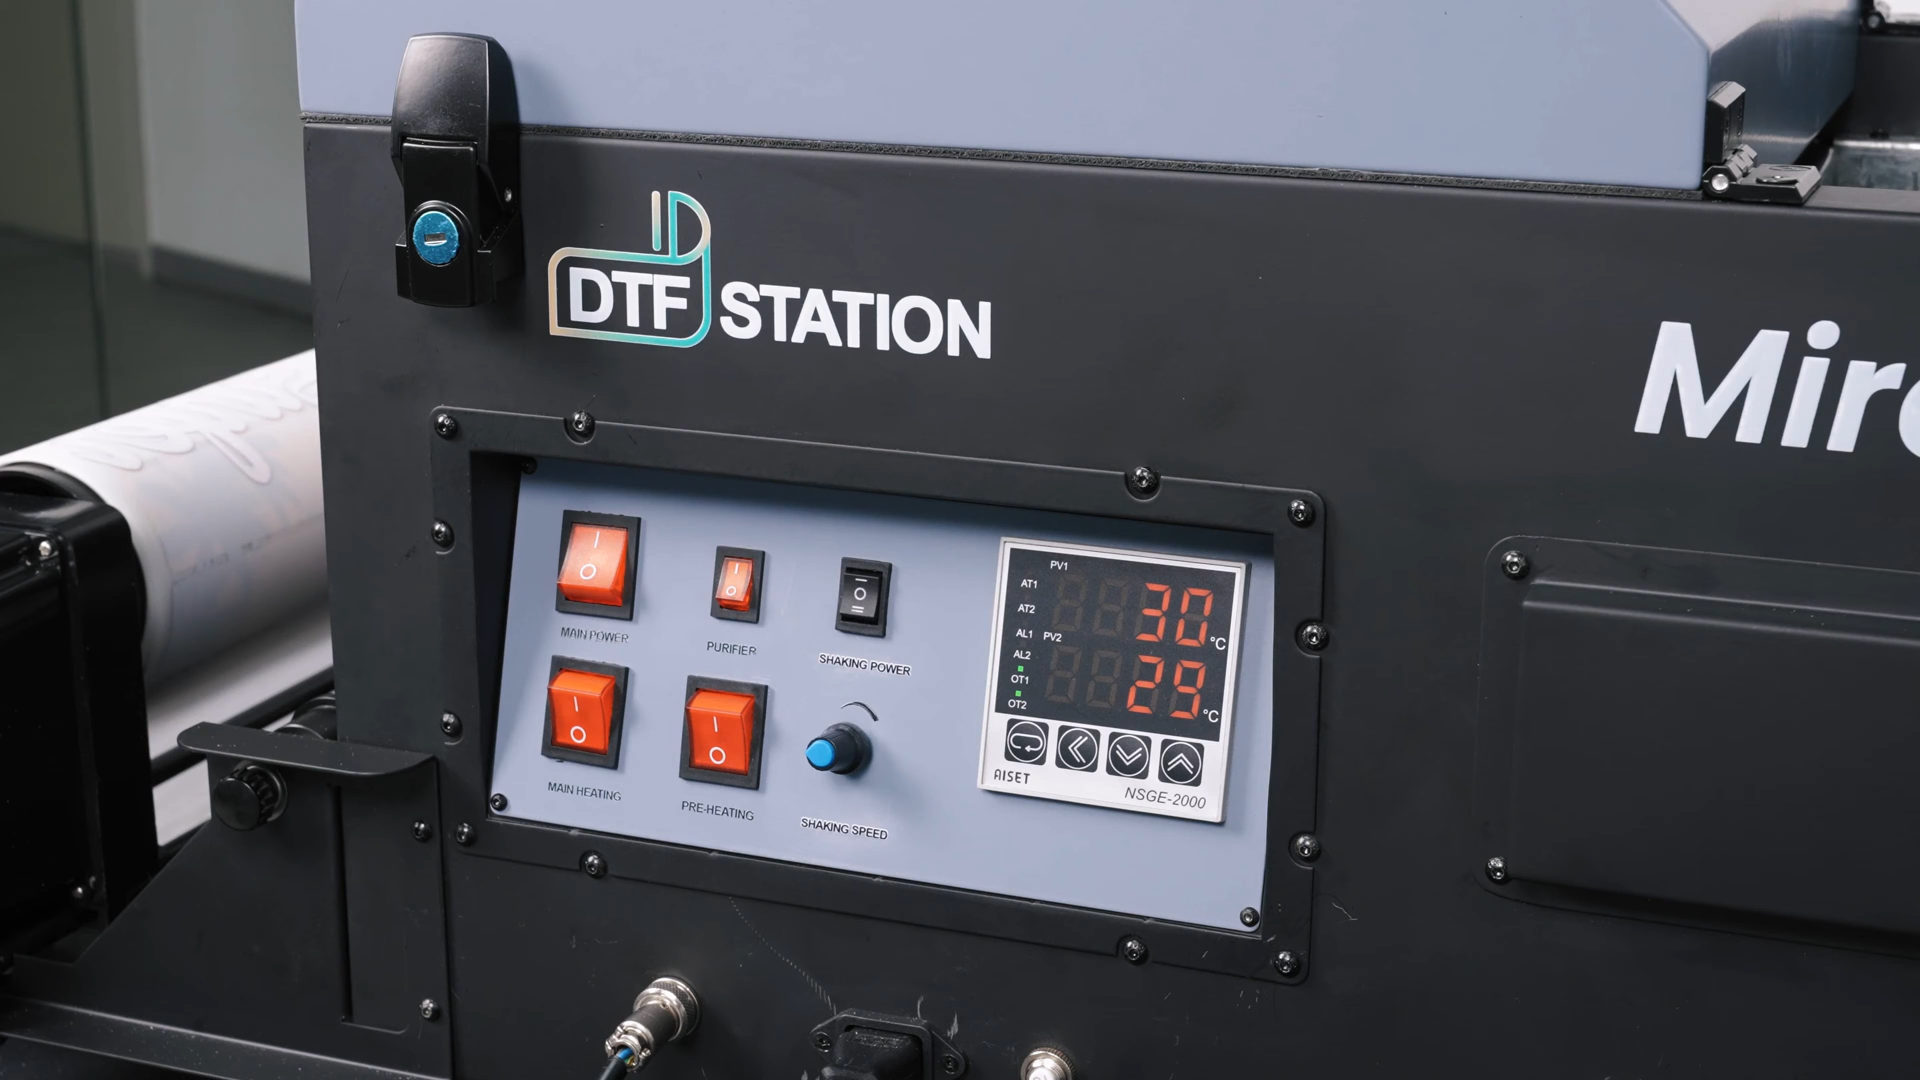 DTF STATION
Mir
MAIN POWER
PURIFIER
SHAKING POWER
MAIN HEATING
PRE-HEATING
SHAKING SPEED
PV1
AT1
30 °C
AT2
AL1 PV2
AL2
OT1
29 °C
OT2
AISET
NSGE-2000